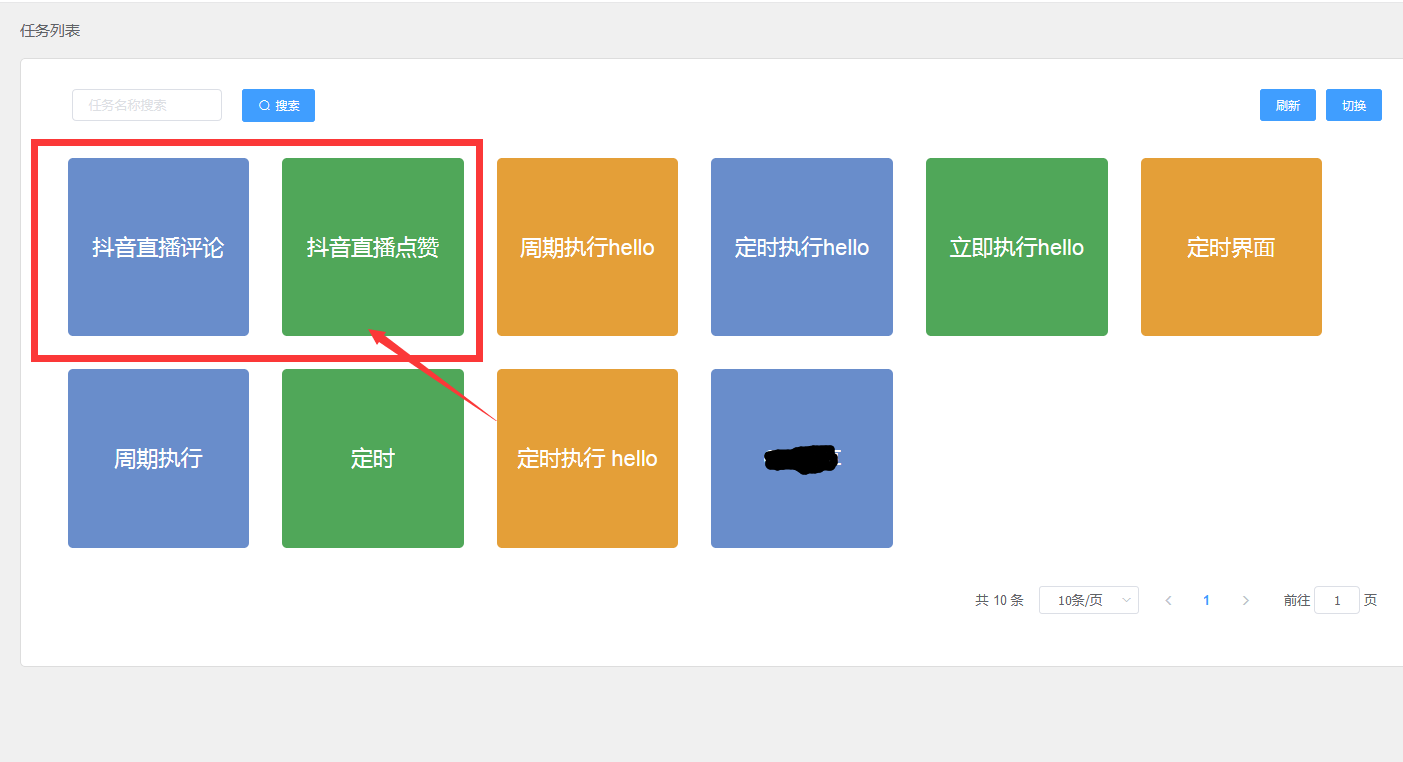 任务列表
任务名称搜索
搜索
刷新
切换
抖音直播评论
抖音直播点赞
周期执行hello
定时执行hello
立即执行hello
定时界面
周期执行
定时
定时执行 hello
共 10 条
10条/页
1
前往 1 页